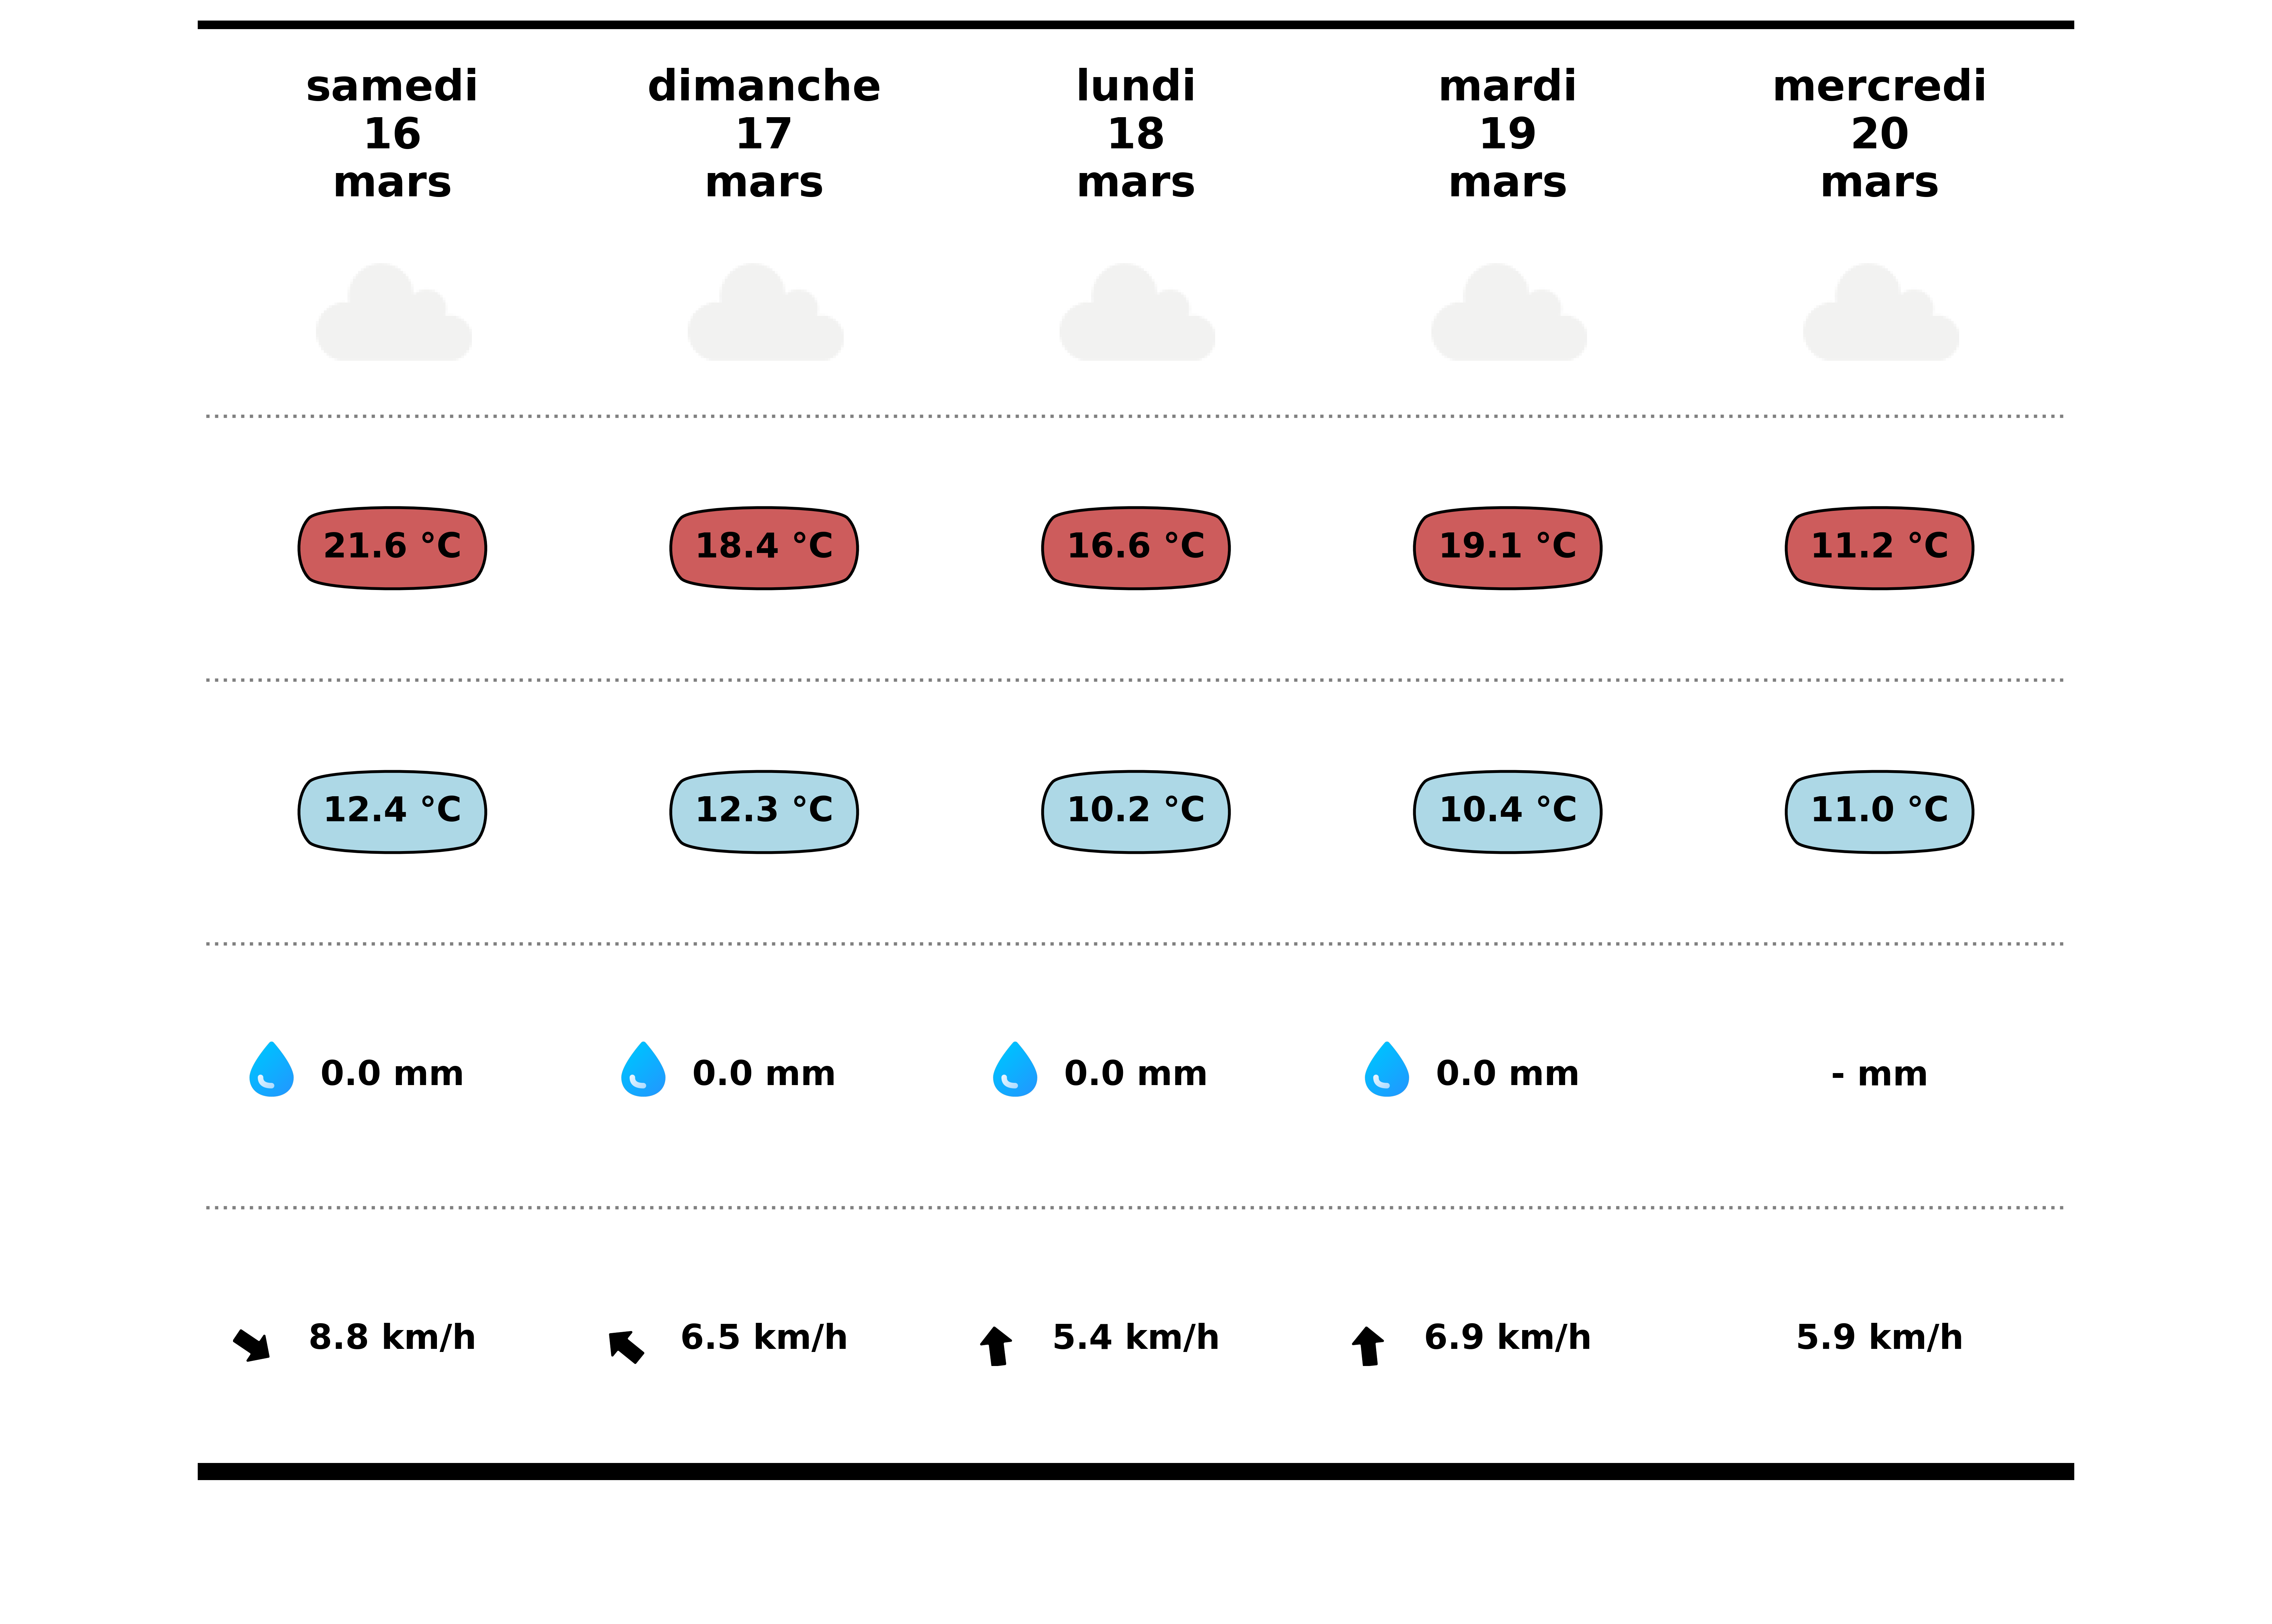 samedi
16
mars
dimanche
17
mars
lundi
18
mars
mardi
19
mars
mercredi
20
mars
21.6 °C
18.4 °C
16.6 °C
19.1 °C
11.2 °C
12.4 °C
12.3 °C
10.2 °C
10.4 °C
11.0 °C
0.0 mm
0.0 mm
0.0 mm
0.0 mm
- mm
8.8 km/h
6.5 km/h
5.4 km/h
6.9 km/h
5.9 km/h